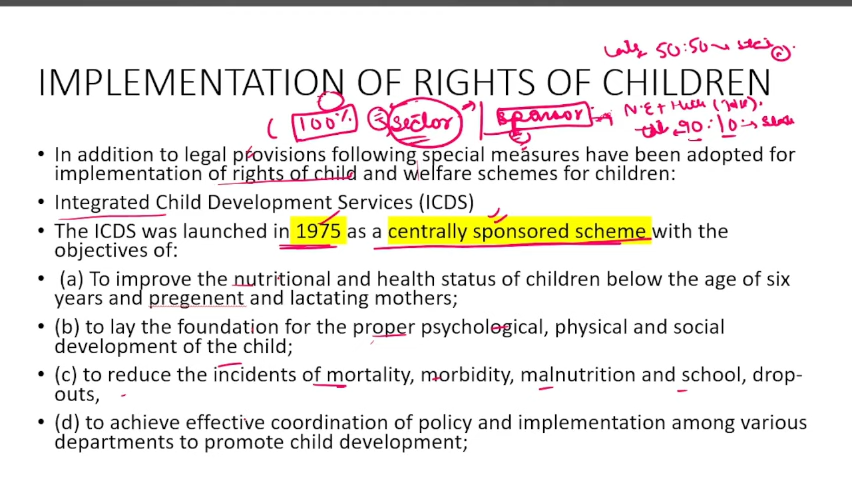 50:50
IMPLEMENTATION OF RIGHTS OF CHILDREN
( 100% sector sponsor N.E +
90:10
• In addition to legal provisions following special measures have been adopted for
implementation of rights of child and welfare schemes for children:
• Integrated Child Development Services (ICDS)
• The ICDS was launched in 1975 as a centrally sponsored scheme with the
objectives of:
• (a) To improve the nutritional and health status of children below the age of six
years and pregenent and lactating mothers;
• (b) to lay the foundation for the proper psychological, physical and social
development of the child;
• (c) to reduce the incidents of mortality, morbidity, malnutrition and school, drop-
outs,
• (d) to achieve effective coordination of policy and implementation among various
departments to promote child development;